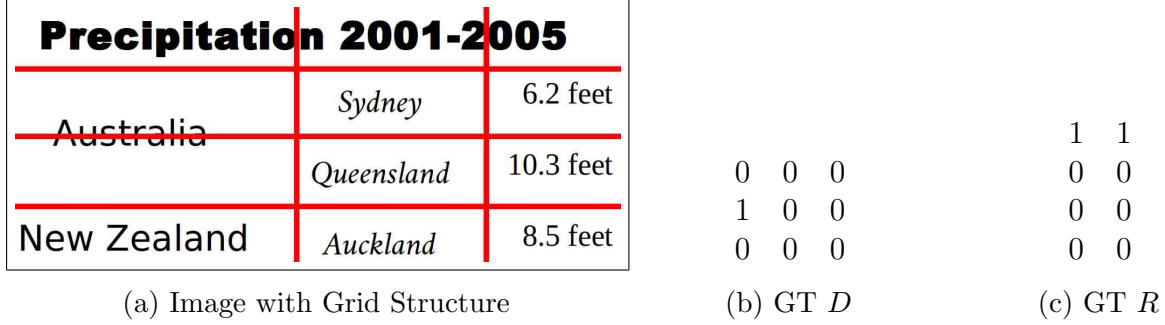 Precipitation 2001-2005
Australia Sydney 6.2 feet
Queensland 10.3 feet
New Zealand Auckland 8.5 feet
(a) Image with Grid Structure
0 0 0
1 0 0
0 0 0
(b) GT D
1 1
0 0
0 0
0 0
(c) GT R